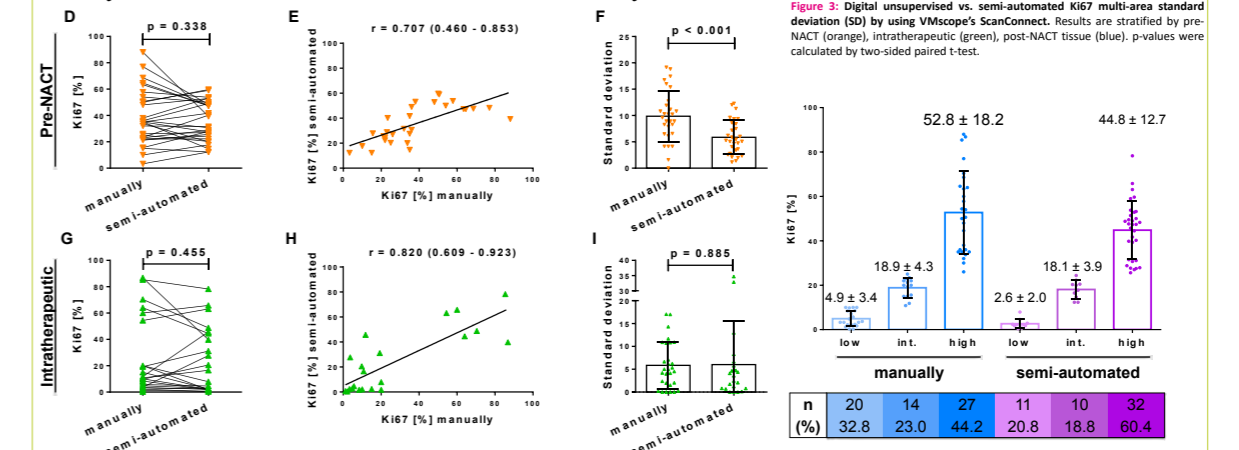 D
p = 0.338
Pre-NACT
Ki67 [%]
100
80
60
40
20
0
manually
semi-automated
E
r = 0.707 (0.460 - 0.853)
Ki67 [%] semi-automated
100
80
60
40
20
0
0 20 40 60 80 100
Ki67 [%] manually
F
p < 0.001
Standard deviation
25
20
15
10
5
0
manually
semi-automated
Figure 3: Digital unsupervised vs. semi-automated Ki67 multi-area standard
deviation (SD) by using VMscope's ScanConnect. Results are stratified by pre-
NACT (orange), intratherapeutic (green), post-NACT tissue (blue). p-values were
calculated by two-sided paired t-test.
G
p = 0.455
Intratherapeutic
Ki67 [%]
100
80
60
40
20
0
manually
semi-automated
H
r = 0.820 (0.609 - 0.923)
Ki67 [%] semi-automated
100
80
60
40
20
0
0 20 40 60 80 100
Ki67 [%] manually
I
p = 0.885
Standard deviation
40
35
30
20
15
10
5
0
manually
semi-automated
Ki67 [%]
100
80
60
40
20
0
4.9 ± 3.4
18.9 ± 4.3
52.8 ± 18.2
2.6 ± 2.0
18.1 ± 3.9
44.8 ± 12.7
low int. high low int. high
manually semi-automated
n 20 14 27 11 10 32
(%) 32.8 23.0 44.2 20.8 18.8 60.4